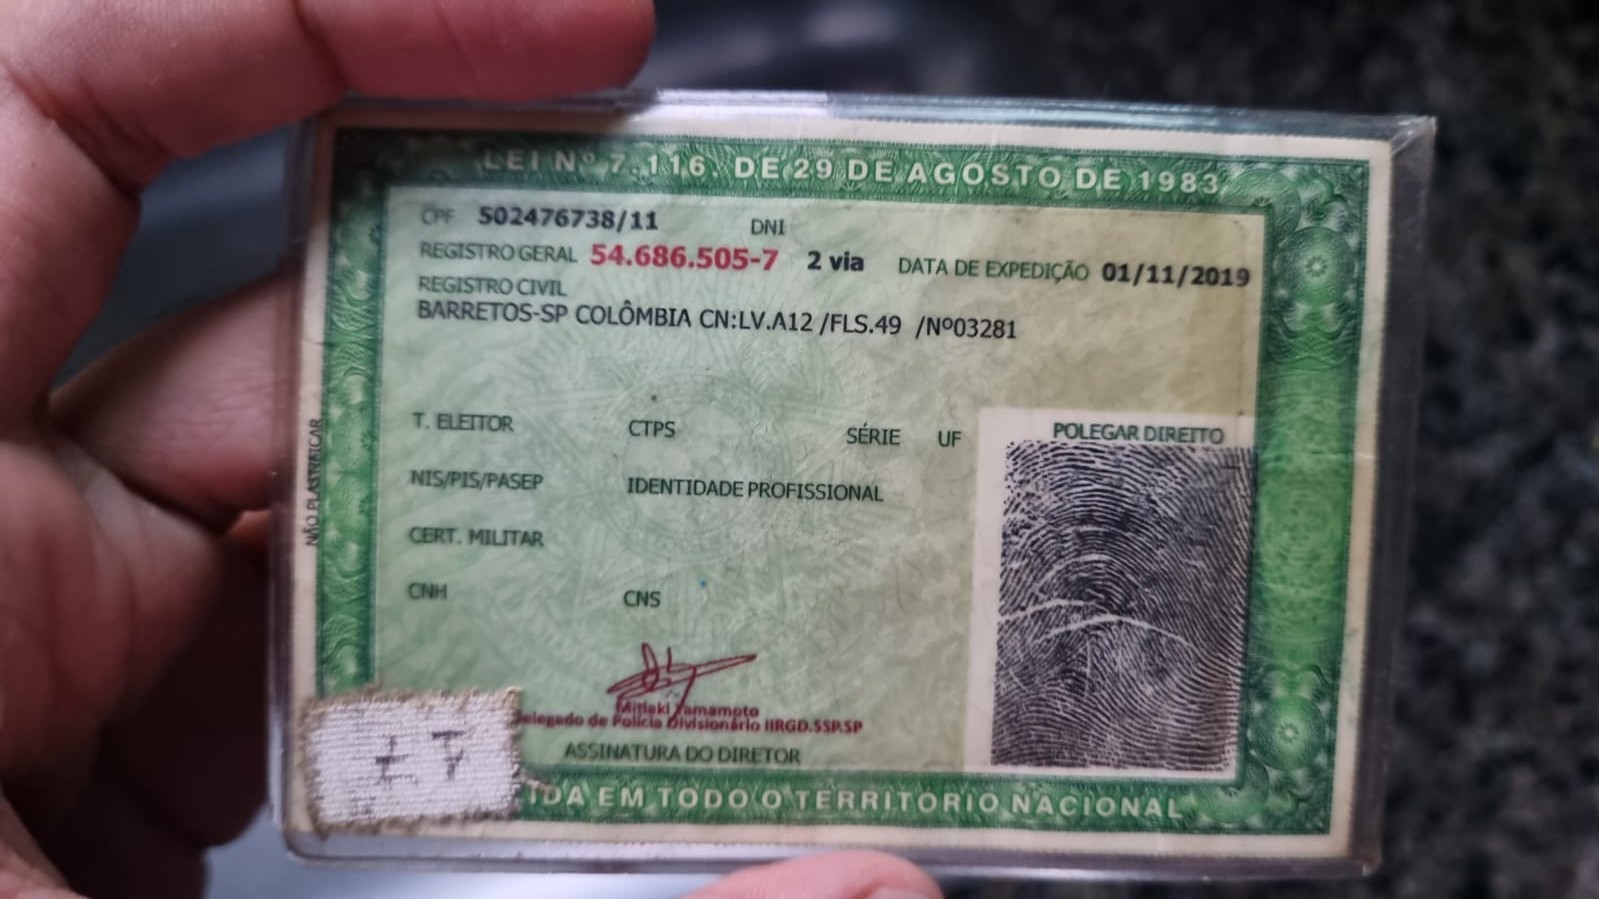 LEI Nº 7.116, DE 29 DE AGOSTO DE 1983
CPF 502476738/11 DNI
REGISTRO GERAL 54.686.505-7 2 via DATA DE EXPEDIÇÃO 01/11/2019
REGISTRO CIVIL
BARRETOS-SP COLÔMBIA CN:LV.A12 /FLS.49 /Nº03281
T. ELEITOR CTPS SÉRIE UF
POLEGAR DIREITO
NIS/PIS/PASEP IDENTIDADE PROFISSIONAL
CERT. MILITAR
CNH CNS
NÃO PLASTIFICAR
Mitiaki Yamamoto
elegado de Polícia Divisionário IIRGD.SSP.SP
ASSINATURA DO DIRETOR
IDA EM TODO O TERRITORIO NACIONAL